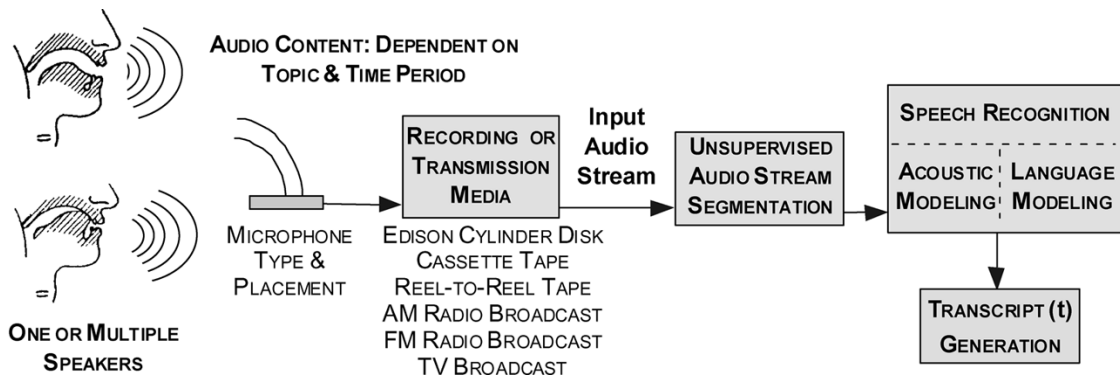 AUDIO CONTENT: DEPENDENT ON
TOPIC & TIME PERIOD
ONE OR MULTIPLE
SPEAKERS
MICROPHONE
TYPE &
PLACEMENT
RECORDING OR
TRANSMISSION
MEDIA
EDISON CYLINDER DISK
CASSETTE TAPE
REEL-TO-REEL TAPE
AM RADIO BROADCAST
FM RADIO BROADCAST
TV BROADCAST
Input
Audio
Stream
UNSUPERVISED
AUDIO STREAM
SEGMENTATION
SPEECH RECOGNITION
ACOUSTIC
MODELING
LANGUAGE
MODELING
TRANSCRIPT (t)
GENERATION